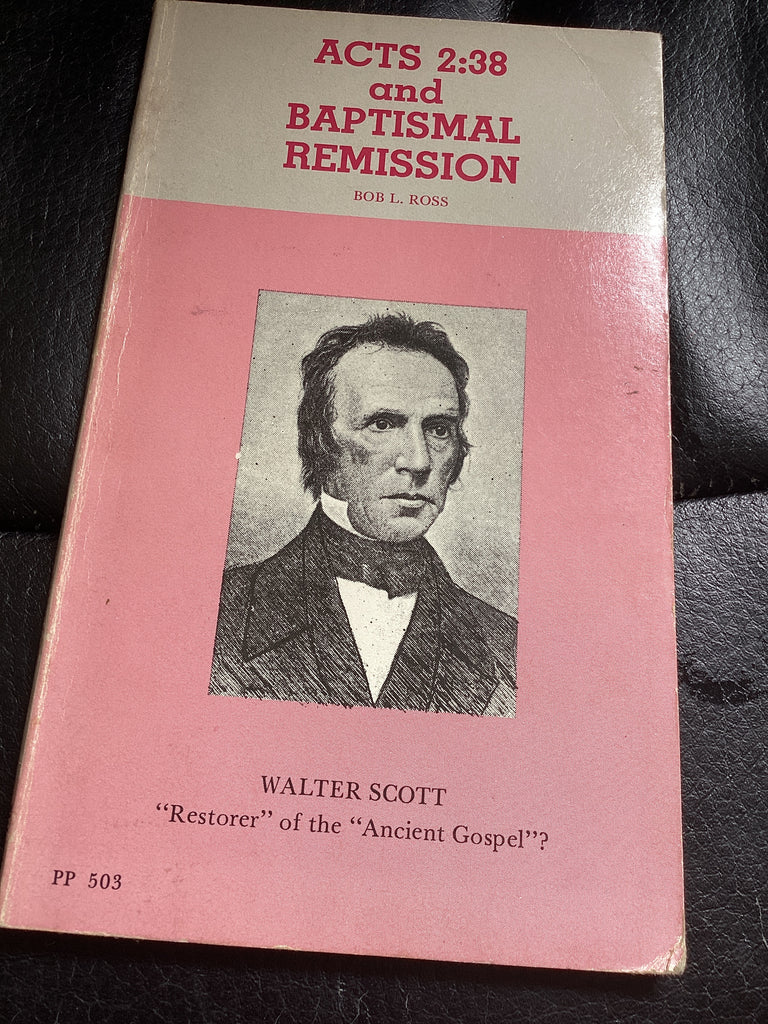 ACTS 2:38
and
BAPTISMAL
REMISSION
BOB L. ROSS
WALTER SCOTT
“Restorer” of the “Ancient Gospel”?
PP 503